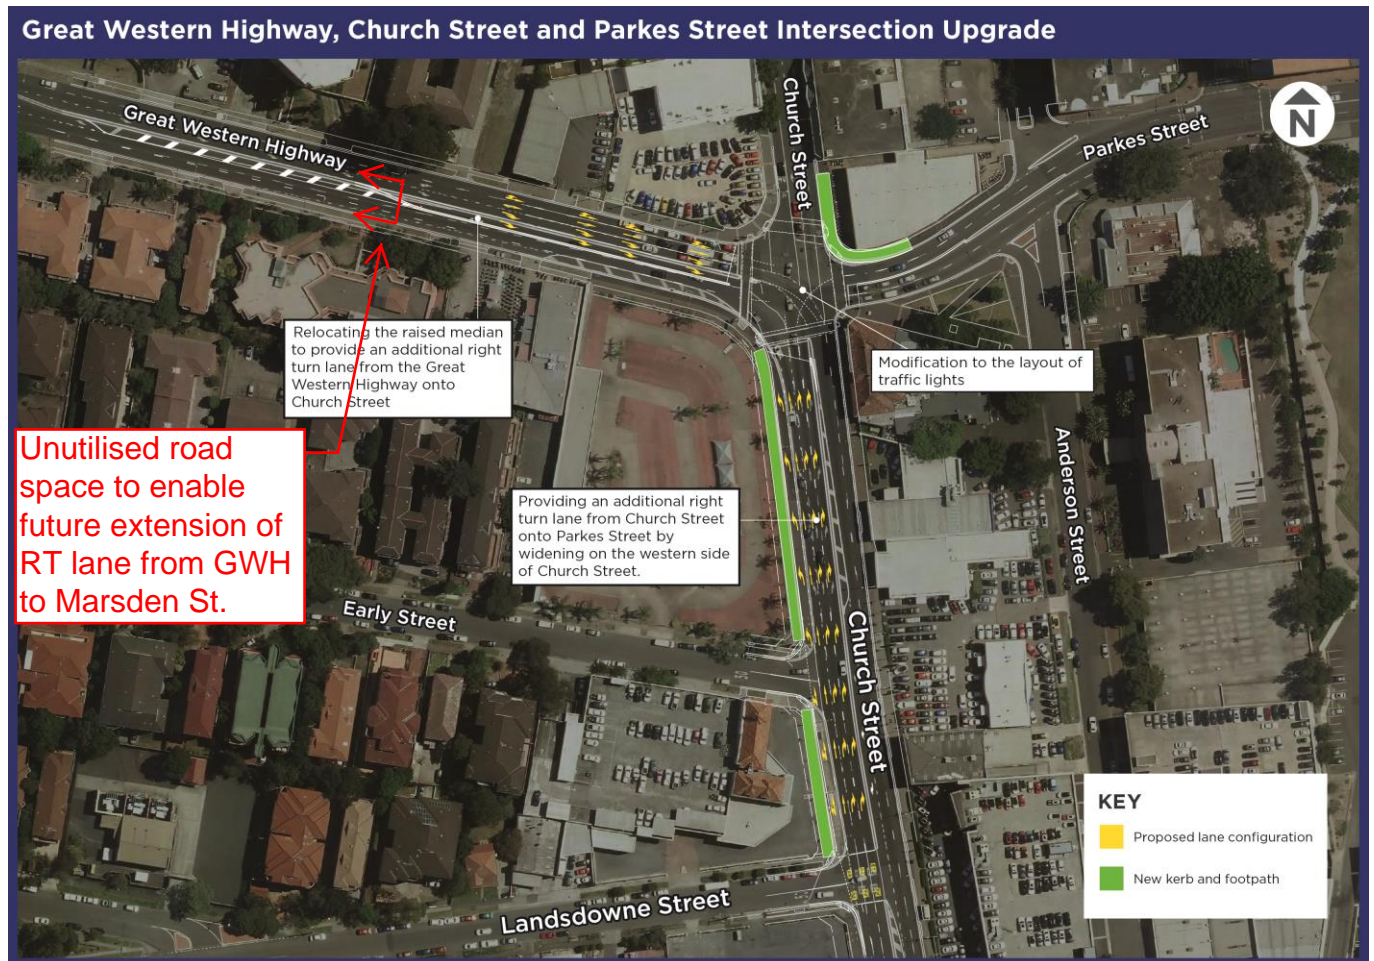 Great Western Highway, Church Street and Parkes Street Intersection Upgrade
Great Western Highway
Church Street
Parkes Street
N
Relocating the raised median
to provide an additional right
turn lane from the Great
Western Highway onto
Church Street
Modification to the layout of
traffic lights
Unutilised road
space to enable
future extension of
RT lane from GWH
to Marsden St.
Providing an additional right
turn lane from Church Street
onto Parkes Street by
widening on the western side
of Church Street.
Anderson Street
Early Street
Church Street
Landsdowne Street
KEY
Proposed lane configuration
New kerb and footpath